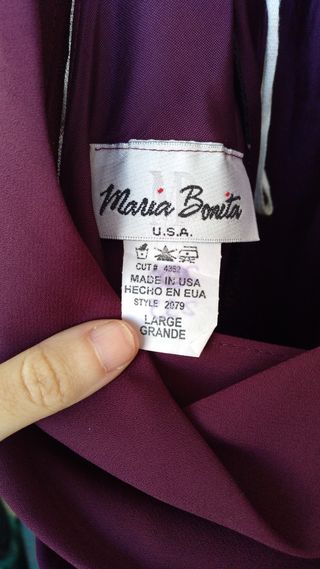 Maria Bonita
U.S.A.
CUT # 4352
MADE IN USA
HECHO EN EUA
STYLE 2079
LARGE
GRANDE